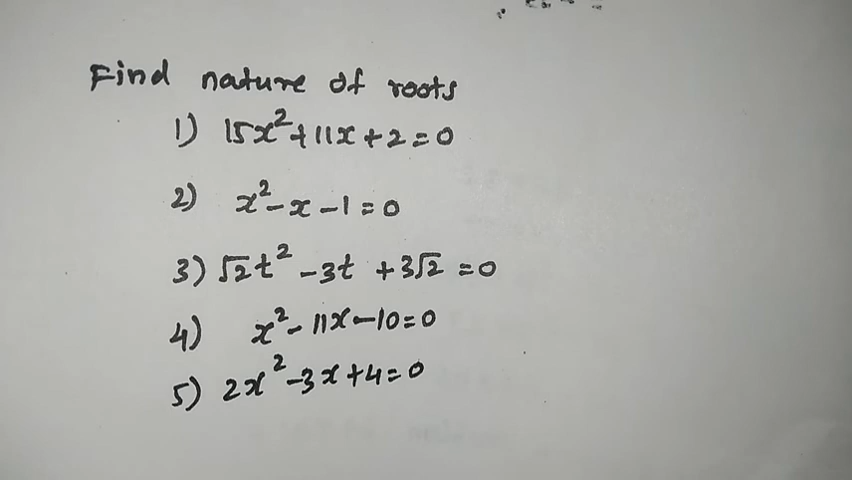 Find nature of roots
1) 15x²+11x+2=0
2) x²-x-1=0
3) √2t²-3t+3√2=0
4) x²-11x-10=0
5) 2x²-3x+4=0